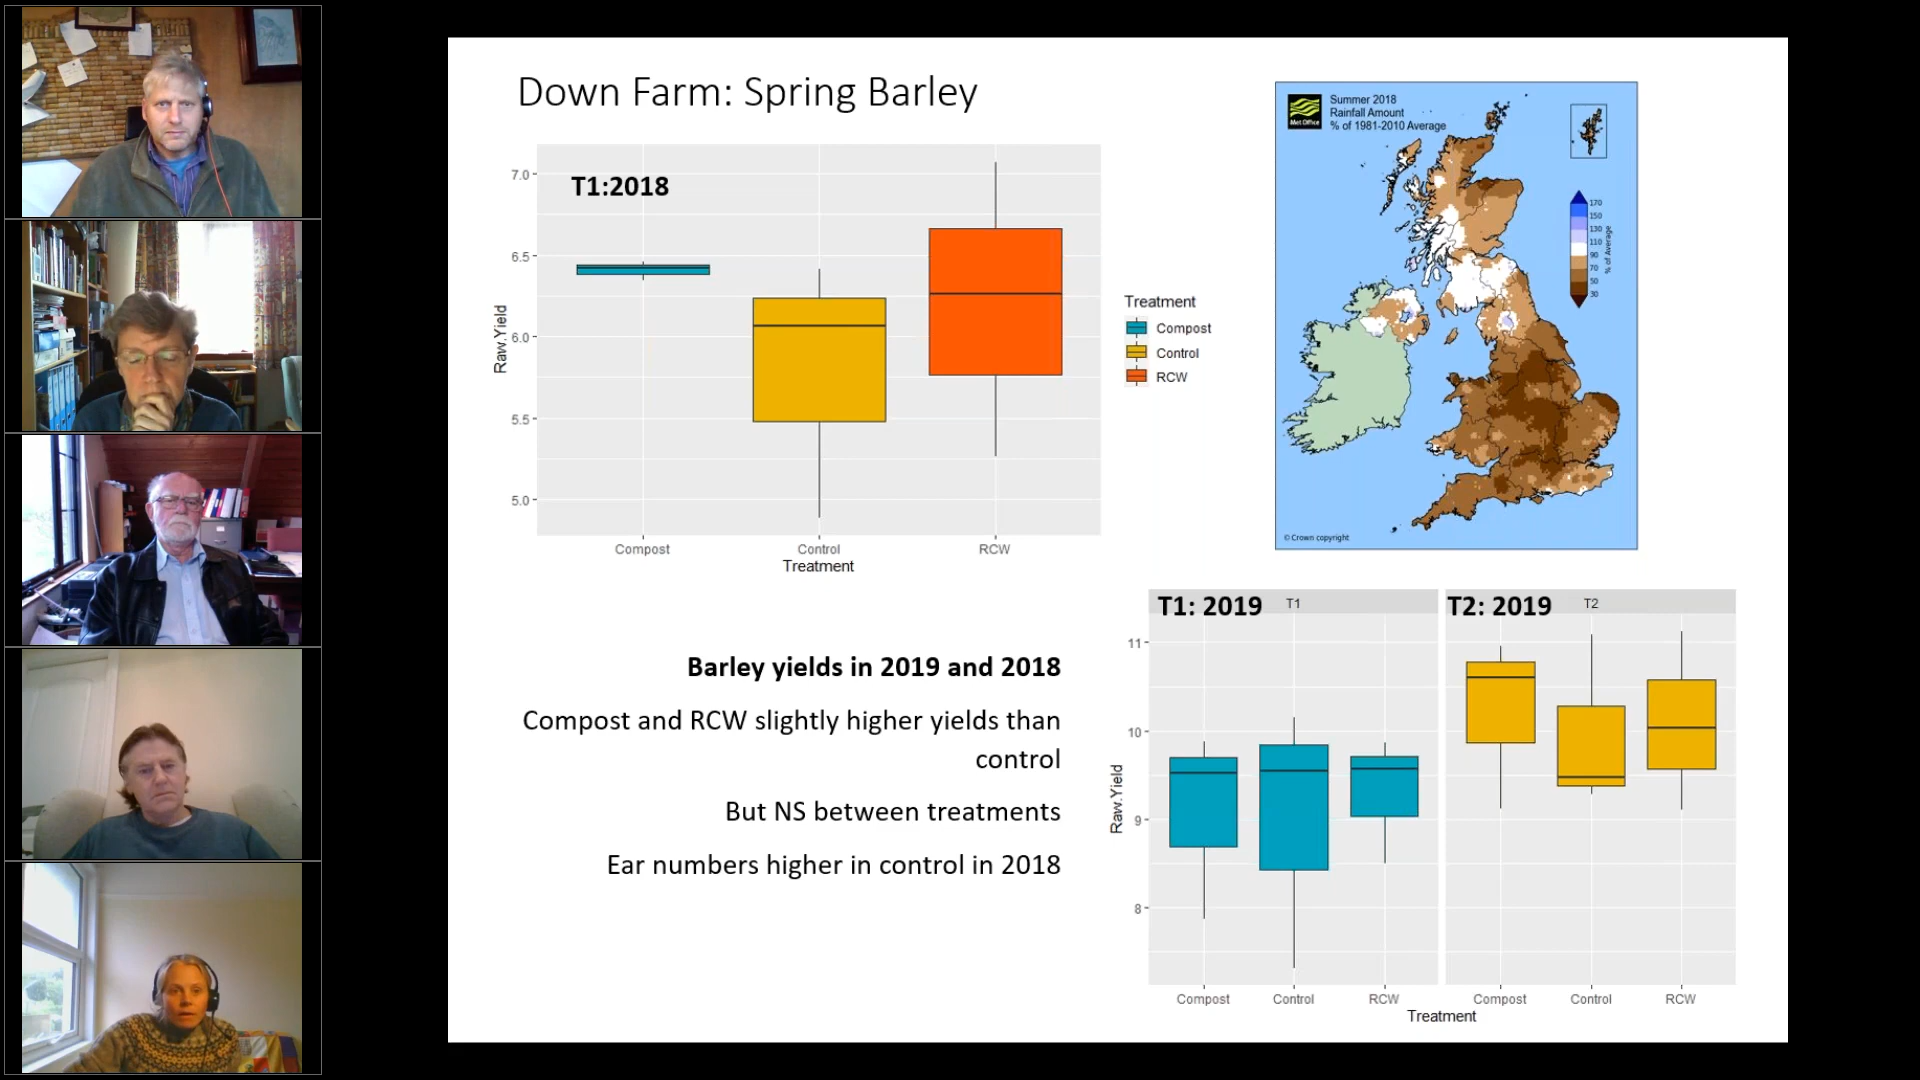 Down Farm: Spring Barley
T1:2018
7.0
6.5
6.0
5.5
5.0
Raw.Yield
Compost
Control
RCW
Treatment
Treatment
Compost
Control
RCW
Met Office
Summer 2018
Rainfall Amount
% of 1981-2010 Average
170
150
130
110
90
70
50
30
% of Average
© Crown copyright
Barley yields in 2019 and 2018
Compost and RCW slightly higher yields than
control
But NS between treatments
Ear numbers higher in control in 2018
T1: 2019
T1
T2: 2019
T2
11
10
9
8
Raw.Yield
Compost
Control
RCW
Compost
Control
RCW
Treatment